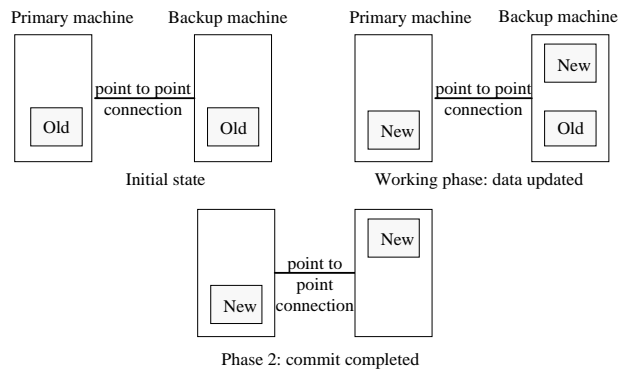 Primary machine
Backup machine
Old
point to point
connection
Old
Initial state
Primary machine
Backup machine
New
point to point
connection
New
Old
Working phase: data updated
New
point to
point
connection
New
Phase 2: commit completed